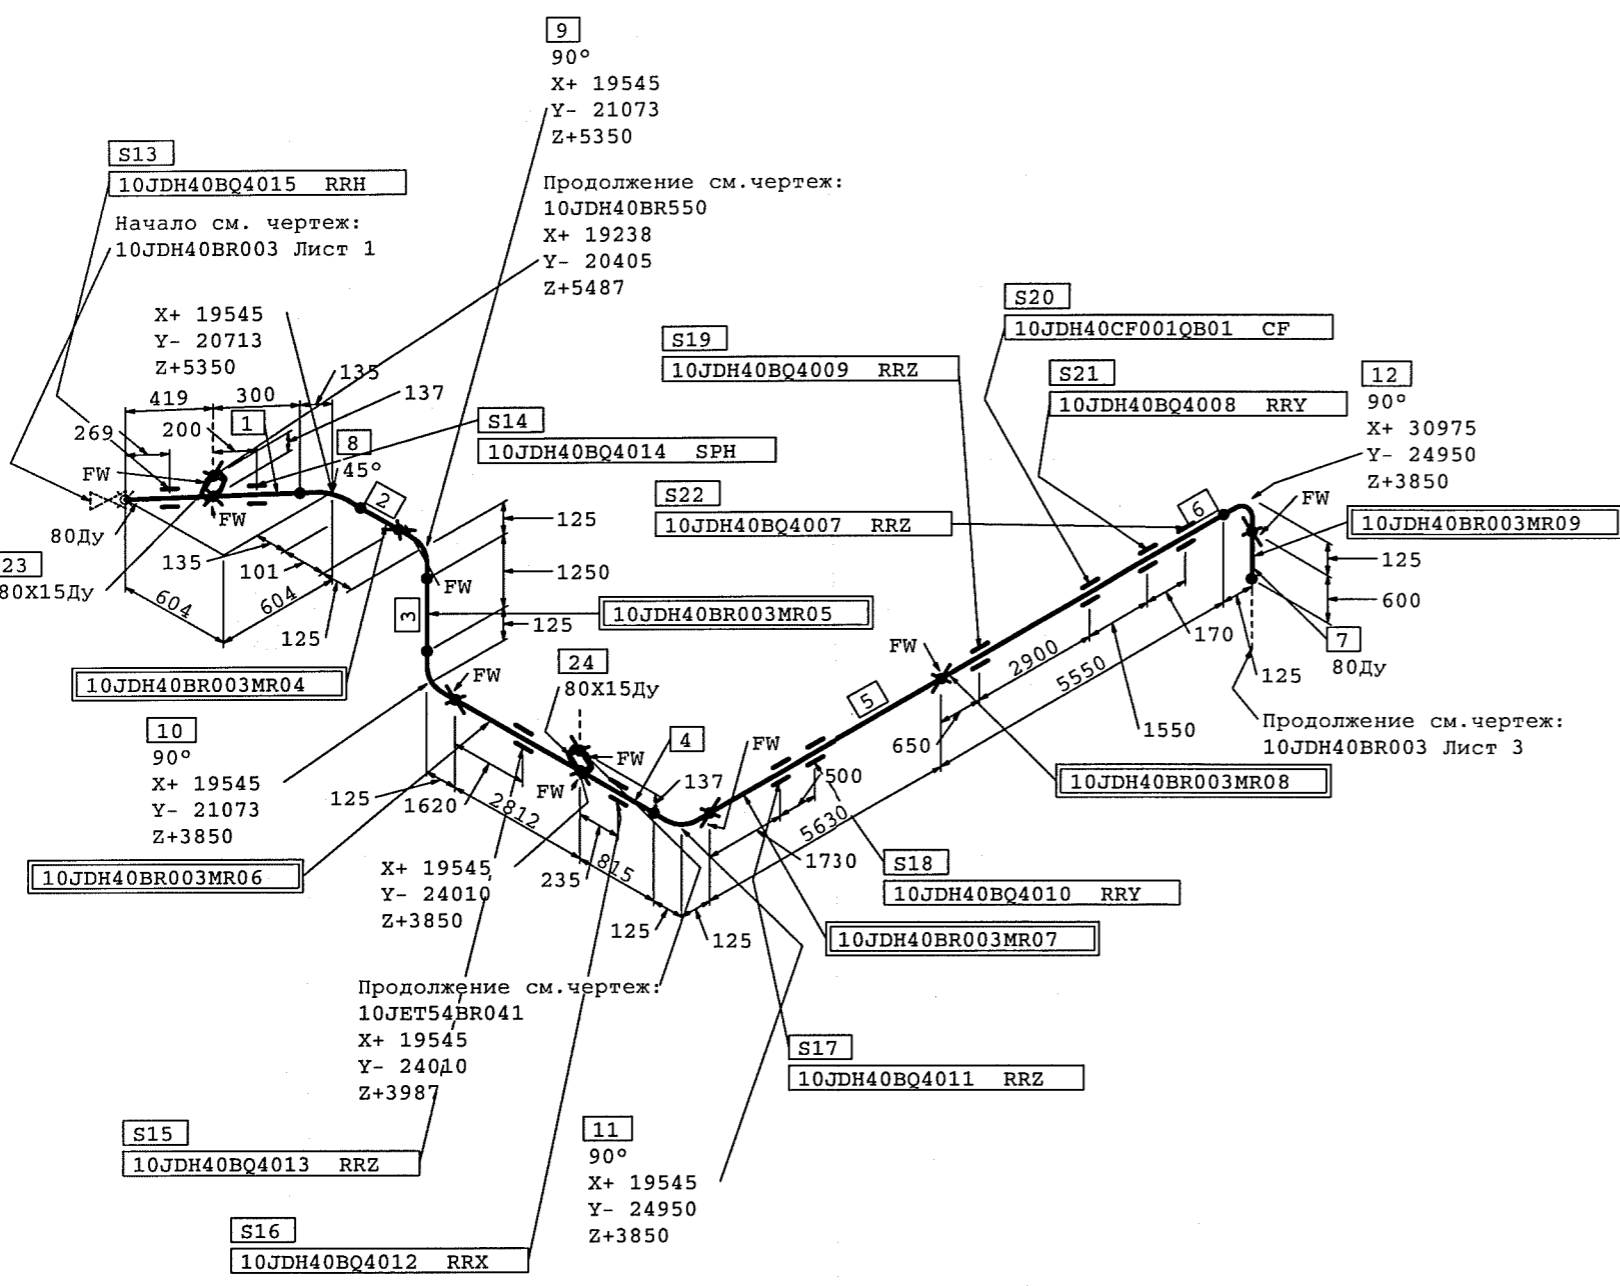 9
90°
X+ 19545
Y- 21073
Z+5350
S13
10JDH40BQ4015 RRH
Начало см. чертеж:
10JDH40BR003 Лист 1
Продолжение см.чертеж:
10JDH40BR550
X+ 19238
Y- 20405
Z+5487
X+ 19545
Y- 20713
Z+5350
S20
10JDH40CF001QB01 CF
S19
10JDH40BQ4009 RRZ
S21
10JDH40BQ4008 RRY
12
90°
X+ 30975
Y- 24950
Z+3850
135
137
419
300
269
200
1
8
45°
S14
10JDH40BQ4014 SPH
FW
FW
2
80Ду
S22
10JDH40BQ4007 RRZ
6
FW
10JDH40BR003MR09
125
125
600
23
80X15Ду
135
101
604
604
125
FW
1250
3
10JDH40BR003MR05
125
170
7
80Ду
10JDH40BR003MR04
FW
24
80X15Ду
FW
2900
5550
125
5
1550
Продолжение см.чертеж:
10JDH40BR003 Лист 3
10
90°
X+ 19545
Y- 21073
Z+3850
4
FW
FW
650
137
500
10JDH40BR003MR08
125
1620
2812
FW
5630
1730
10JDH40BR003MR06
X+ 19545
Y- 24010
Z+3850
235
815
S18
10JDH40BQ4010 RRY
125
125
10JDH40BR003MR07
Продолжение см.чертеж:
10JET54BR041
X+ 19545
Y- 24010
Z+3987
S17
10JDH40BQ4011 RRZ
S15
10JDH40BQ4013 RRZ
11
90°
X+ 19545
Y- 24950
Z+3850
S16
10JDH40BQ4012 RRX